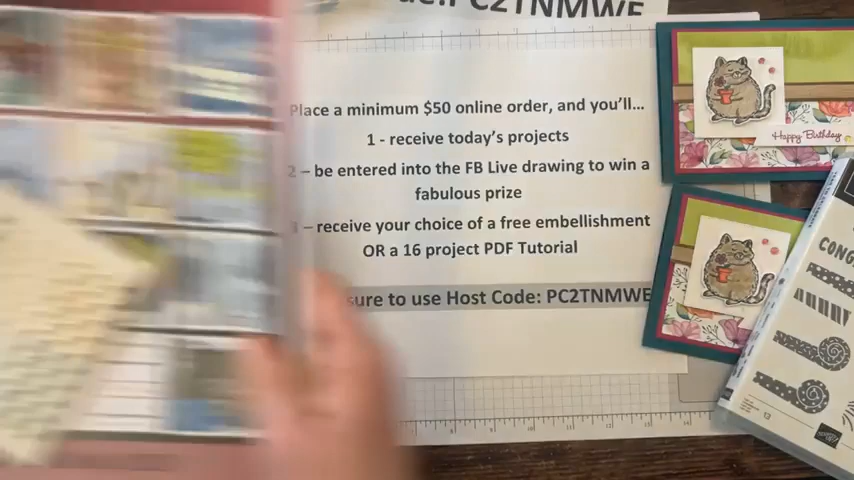 PC2TNMWE
Place a minimum $50 online order, and you'll...
1 - receive today's projects
2 – be entered into the FB Live drawing to win a
fabulous prize
– receive your choice of a free embellishment
OR a 16 project PDF Tutorial
sure to use Host Code: PC2TNMWE
Happy Birthday
CONG